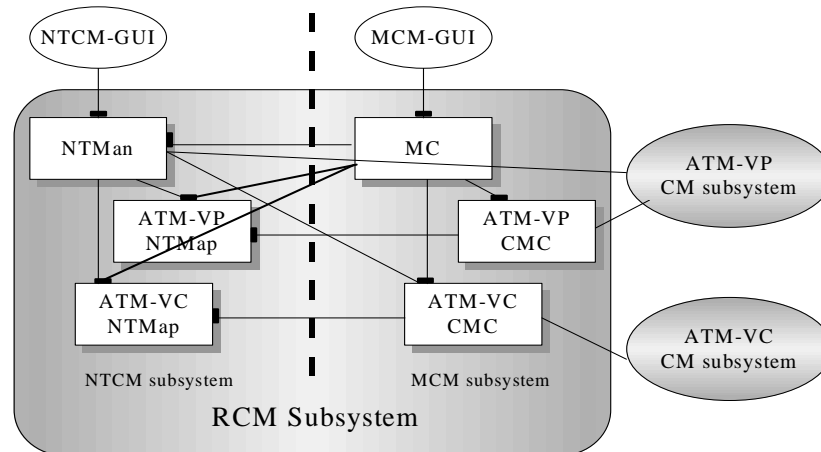 NTCM-GUI
MCM-GUI
NTMan
MC
ATM-VP
CM subsystem
ATM-VP
NTMap
ATM-VP
CMC
ATM-VC
NTMap
ATM-VC
CMC
ATM-VC
CM subsystem
NTCM subsystem
MCM subsystem
RCM Subsystem